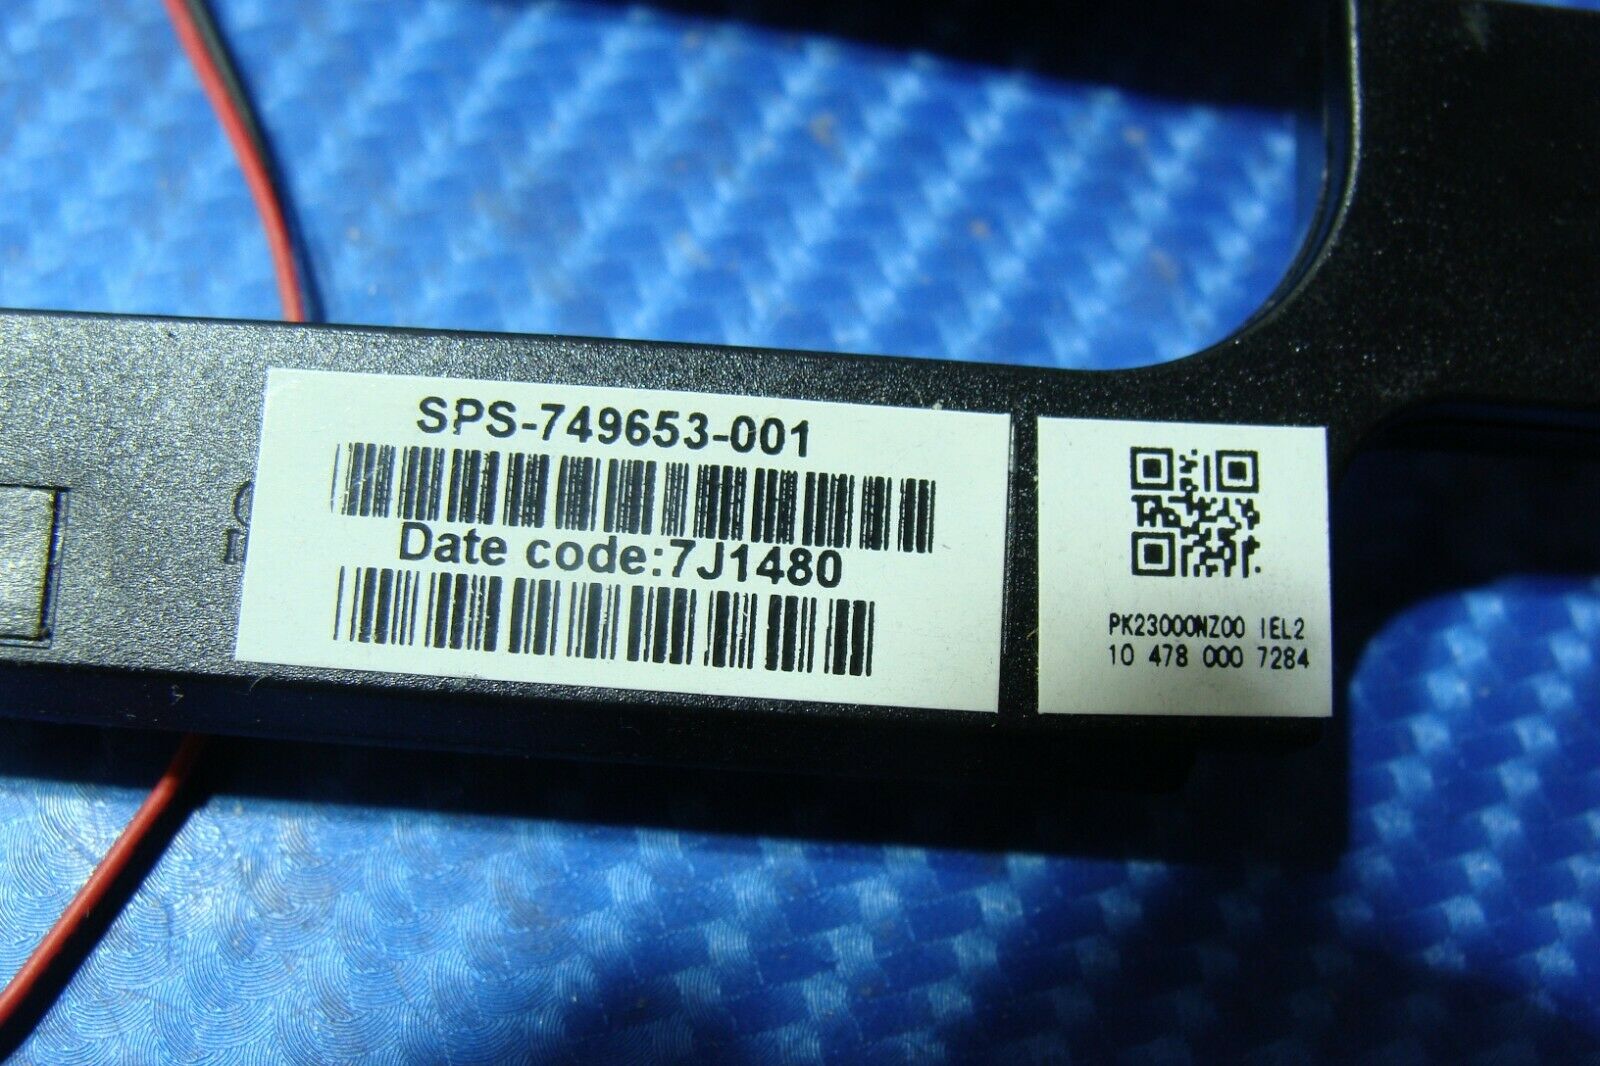 SPS-749653-001
Date code:7J1480
PK23000NZ00 IEL2
10 478 000 7284